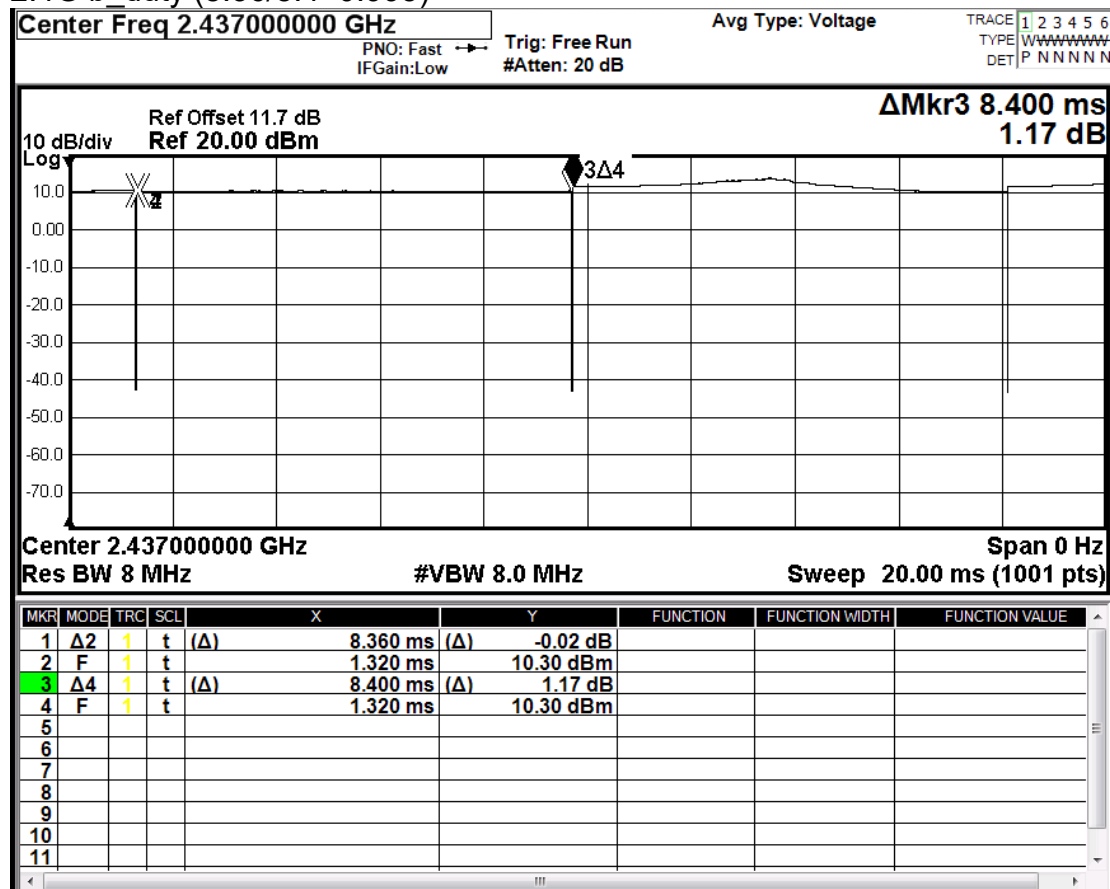 Center Freq 2.437000000 GHz
PNO: Fast
IFGain:Low
Trig: Free Run
#Atten: 20 dB
Avg Type: Voltage
TRACE 1 2 3 4 5 6
TYPE WWWWWWW
DET P N N N N N
ΔMkr3 8.400 ms
1.17 dB
Ref Offset 11.7 dB
10 dB/div Ref 20.00 dBm
Log
3Δ4
10.0
0.00
-10.0
-20.0
-30.0
-40.0
-50.0
-60.0
-70.0
Center 2.437000000 GHz Span 0 Hz
Res BW 8 MHz #VBW 8.0 MHz Sweep 20.00 ms (1001 pts)
MKR MODE TRC SCL X Y FUNCTION FUNCTION WIDTH FUNCTION VALUE
1 Δ2 1 t (Δ) 8.360 ms (Δ) -0.02 dB
2 F 1 t 1.320 ms 10.30 dBm
3 Δ4 1 t (Δ) 8.400 ms (Δ) 1.17 dB
4 F 1 t 1.320 ms 10.30 dBm
5
6
7
8
9
10
11